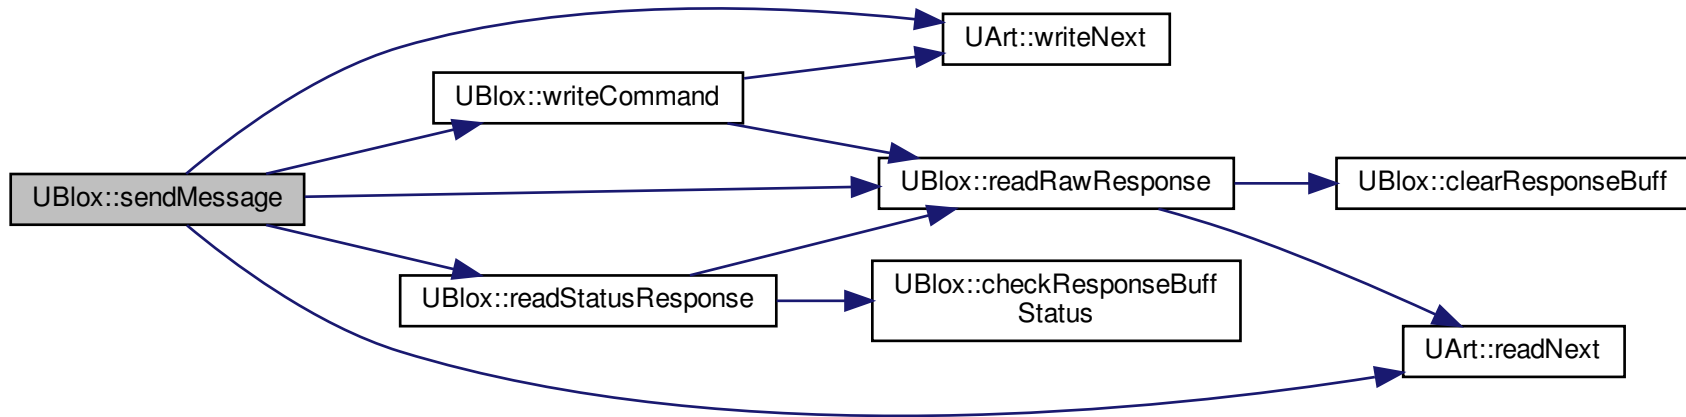 UArt::writeNext
UBlox::writeCommand
UBlox::sendMessage
UBlox::readRawResponse
UBlox::clearResponseBuff
UBlox::readStatusResponse
UBlox::checkResponseBuff
Status
UArt::readNext